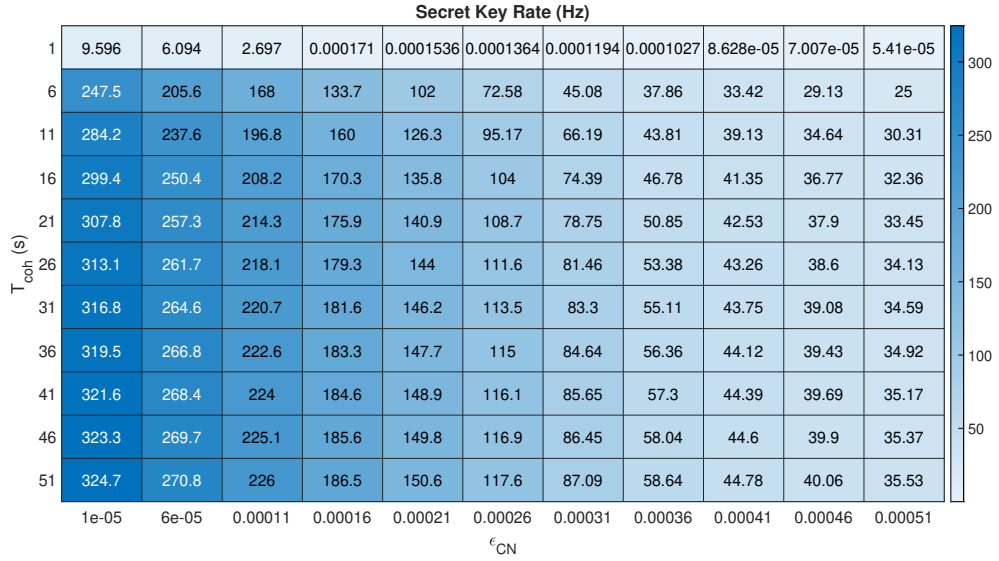 Secret Key Rate (Hz)
1 9.596 6.094 2.697 0.000171 0.0001536 0.0001364 0.0001194 0.0001027 8.628e-05 7.007e-05 5.41e-05
6 247.5 205.6 168 133.7 102 72.58 45.08 37.86 33.42 29.13 25
11 284.2 237.6 196.8 160 126.3 95.17 66.19 43.81 39.13 34.64 30.31
16 299.4 250.4 208.2 170.3 135.8 104 74.39 46.78 41.35 36.77 32.36
21 307.8 257.3 214.3 175.9 140.9 108.7 78.75 50.85 42.53 37.9 33.45
26 313.1 261.7 218.1 179.3 144 111.6 81.46 53.38 43.26 38.6 34.13
31 316.8 264.6 220.7 181.6 146.2 113.5 83.3 55.11 43.75 39.08 34.59
36 319.5 266.8 222.6 183.3 147.7 115 84.64 56.36 44.12 39.43 34.92
41 321.6 268.4 224 184.6 148.9 116.1 85.65 57.3 44.39 39.69 35.17
46 323.3 269.7 225.1 185.6 149.8 116.9 86.45 58.04 44.6 39.9 35.37
51 324.7 270.8 226 186.5 150.6 117.6 87.09 58.64 44.78 40.06 35.53
1e-05 6e-05 0.00011 0.00016 0.00021 0.00026 0.00031 0.00036 0.00041 0.00046 0.00051
ϵ_CN
T_coh (s)
300
250
200
150
100
50